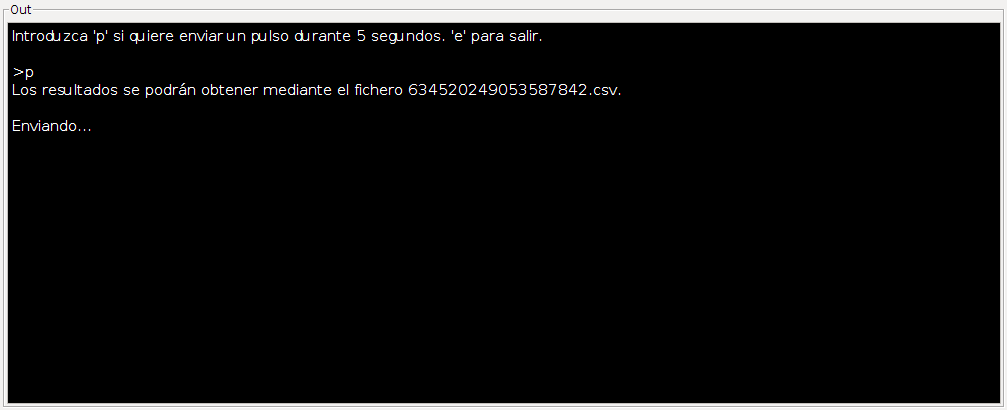 Out
Introduzca 'p' si quiere enviar un pulso durante 5 segundos. 'e' para salir.
>p
Los resultados se podrán obtener mediante el fichero 634520249053587842.csv.
Enviando...